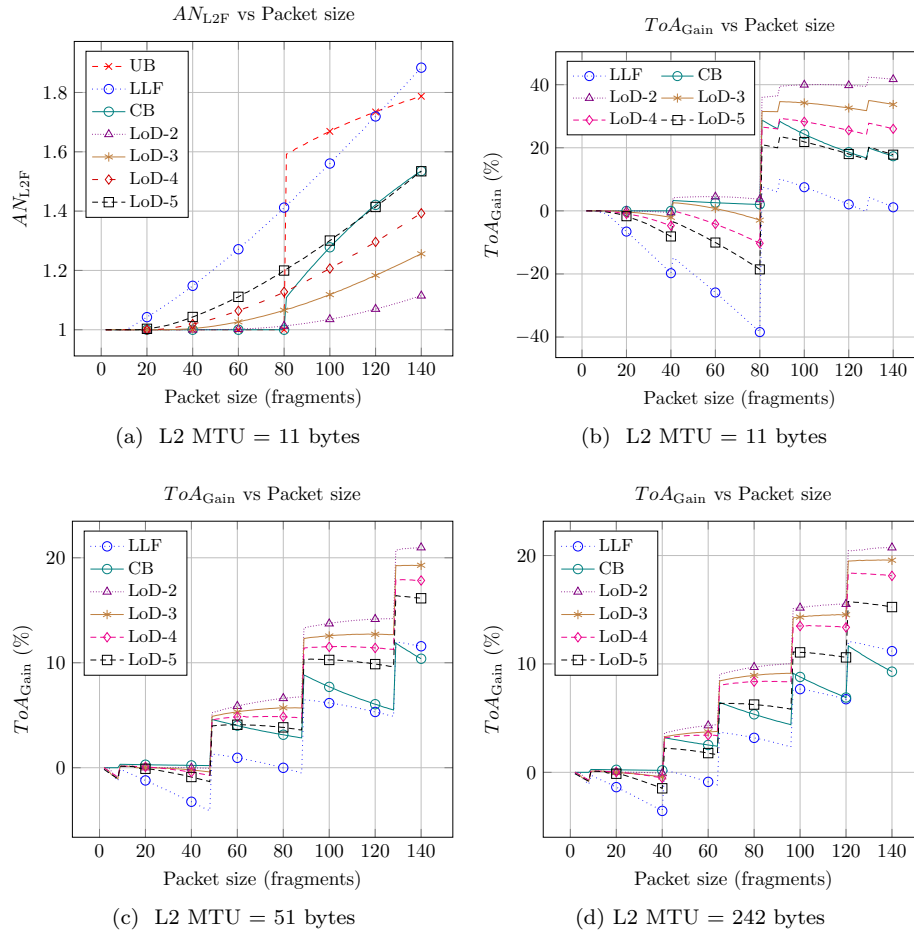 AN_L2F vs Packet size
AN_L2F
1.8
1.6
1.4
1.2
1
UB
LLF
CB
LoD-2
LoD-3
LoD-4
LoD-5
0 20 40 60 80 100 120 140
Packet size (fragments)
(a) L2 MTU = 11 bytes
ToA_Gain vs Packet size
ToA_Gain (%)
40
20
0
−20
−40
LLF CB
LoD-2 LoD-3
LoD-4 LoD-5
0 20 40 60 80 100 120 140
Packet size (fragments)
(b) L2 MTU = 11 bytes
ToA_Gain vs Packet size
ToA_Gain (%)
20
10
0
LLF
CB
LoD-2
LoD-3
LoD-4
LoD-5
0 20 40 60 80 100 120 140
Packet size (fragments)
(c) L2 MTU = 51 bytes
ToA_Gain vs Packet size
ToA_Gain (%)
20
10
0
LLF
CB
LoD-2
LoD-3
LoD-4
LoD-5
0 20 40 60 80 100 120 140
Packet size (fragments)
(d) L2 MTU = 242 bytes